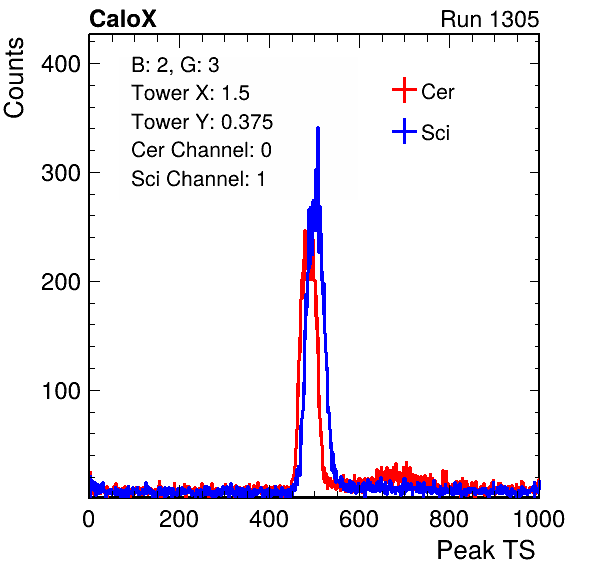 CaloX Run 1305
Counts
B: 2, G: 3
Tower X: 1.5
Tower Y: 0.375
Cer Channel: 0
Sci Channel: 1
Cer
Sci
400
300
200
100
0 200 400 600 800 1000
Peak TS